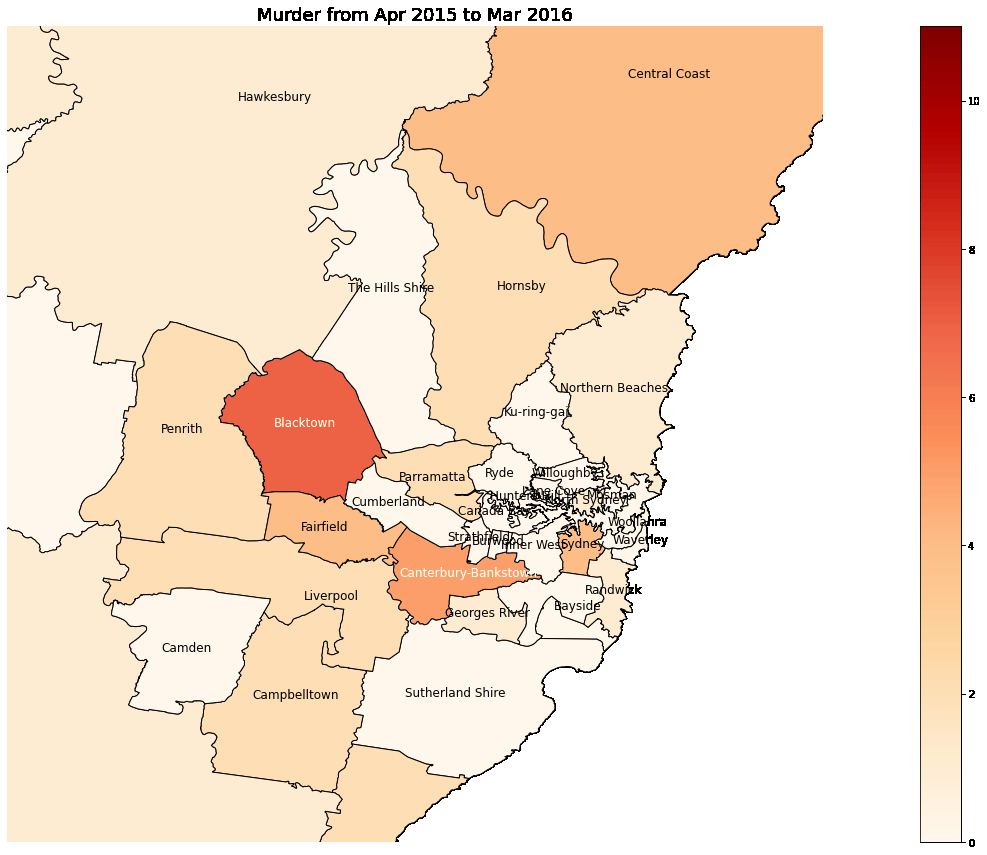 Murder from Apr 2015 to Mar 2016
Central Coast
Hawkesbury
10
8
The Hills Shire
Hornsby
Northern Beaches
6
Ku-ring-gai
Blacktown
Penrith
Ryde
Willoughby
Parramatta
Lane Cove
Mosman
Hunters Hill
North Sydney
Cumberland
Canada Bay
Woollahra
Fairfield
Strathfield
Burwood
Inner West
Sydney
Waverley
4
Canterbury-Bankstown
Liverpool
Randwick
Bayside
Georges River
Camden
Campbelltown
Sutherland Shire
2
0